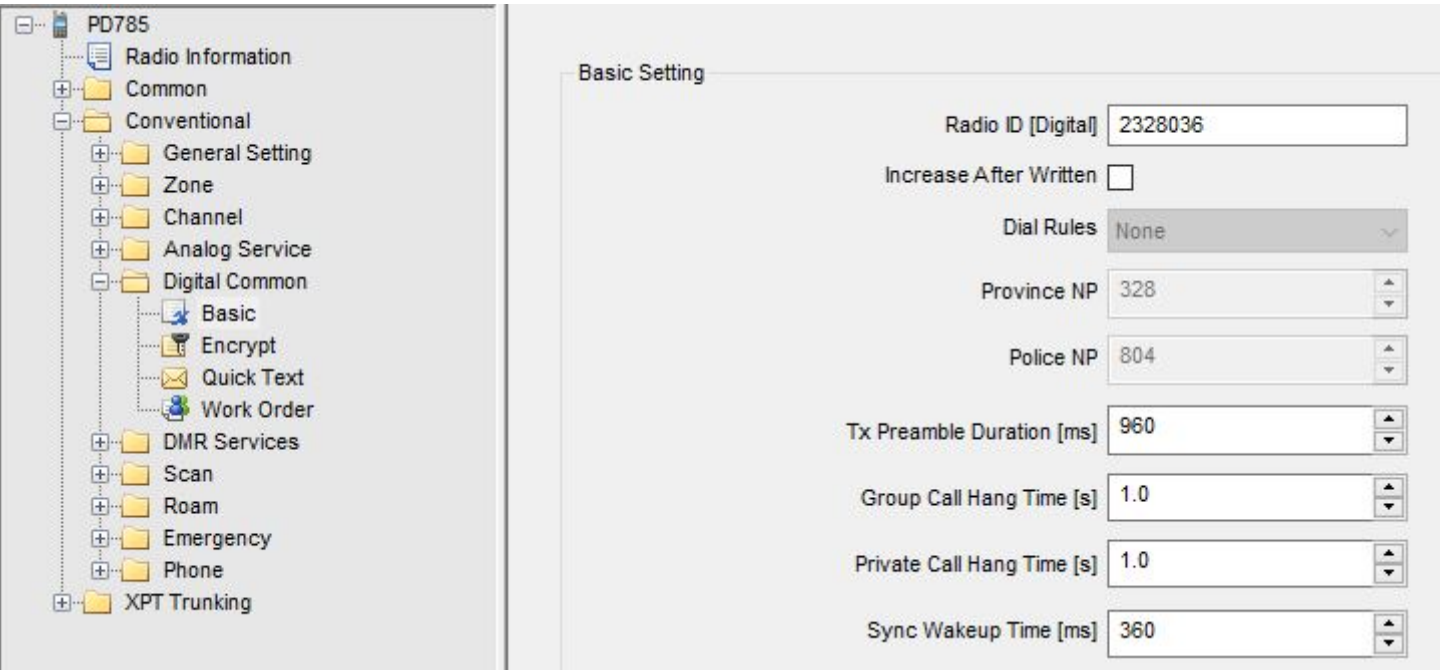 PD785
Radio Information
Common
Conventional
General Setting
Zone
Channel
Analog Service
Digital Common
Basic
Encrypt
Quick Text
Work Order
DMR Services
Scan
Roam
Emergency
Phone
XPT Trunking
Basic Setting
Radio ID [Digital] 2328036
Increase After Written
Dial Rules None
Province NP 328
Police NP 804
Tx Preamble Duration [ms] 960
Group Call Hang Time [s] 1.0
Private Call Hang Time [s] 1.0
Sync Wakeup Time [ms] 360